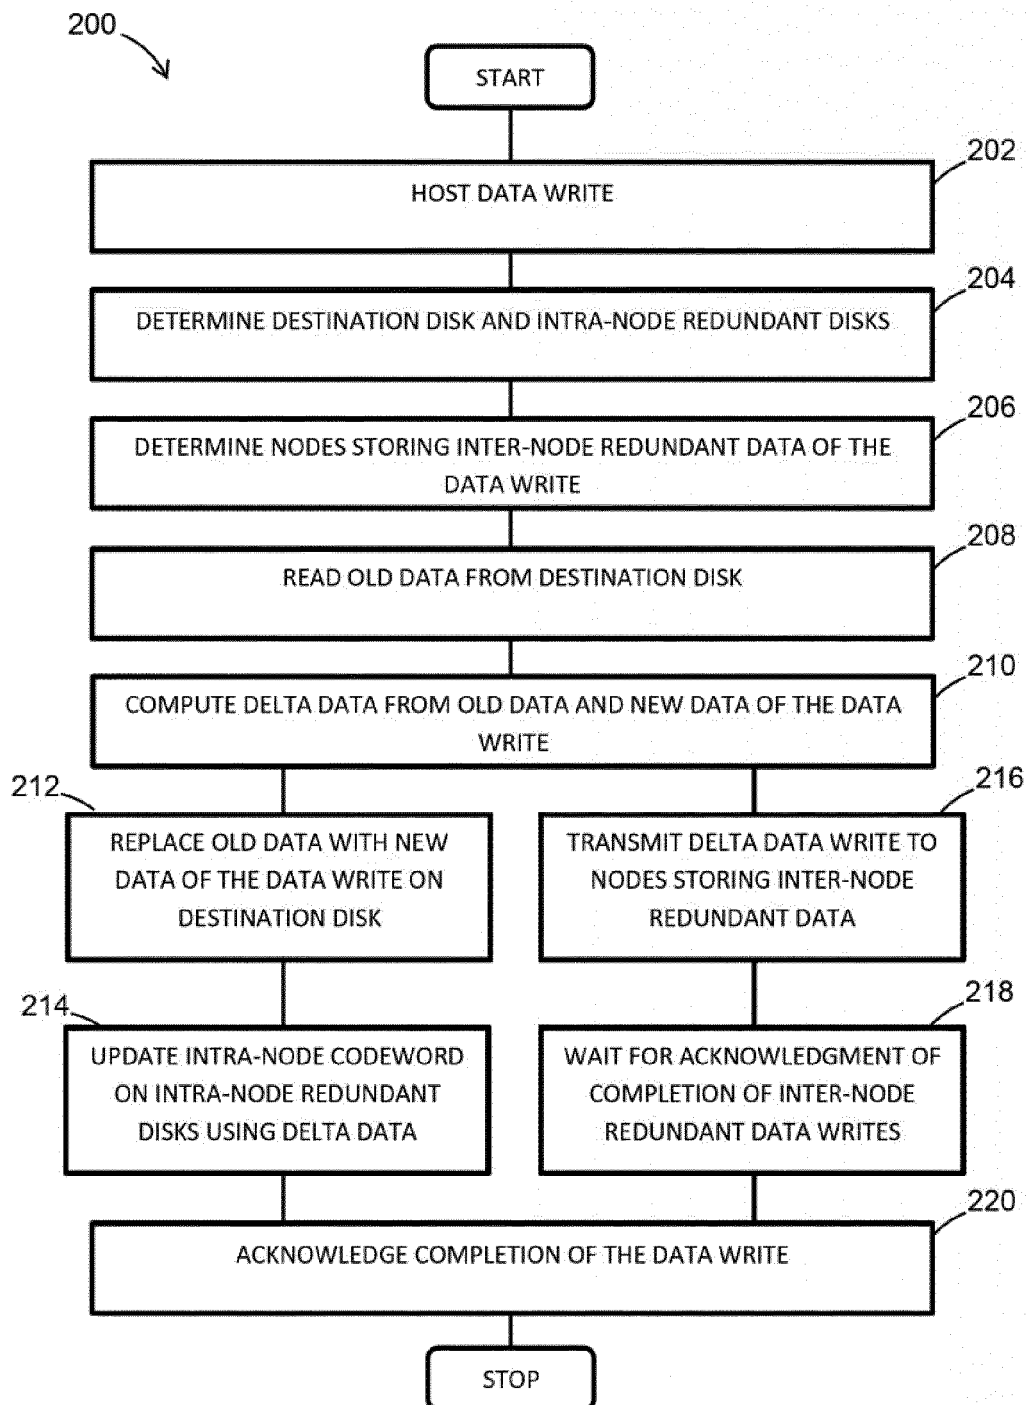 200
START
202
HOST DATA WRITE
204
DETERMINE DESTINATION DISK AND INTRA-NODE REDUNDANT DISKS
206
DETERMINE NODES STORING INTER-NODE REDUNDANT DATA OF THE
DATA WRITE
208
READ OLD DATA FROM DESTINATION DISK
210
COMPUTE DELTA DATA FROM OLD DATA AND NEW DATA OF THE DATA
WRITE
212
REPLACE OLD DATA WITH NEW
DATA OF THE DATA WRITE ON
DESTINATION DISK
216
TRANSMIT DELTA DATA WRITE TO
NODES STORING INTER-NODE
REDUNDANT DATA
214
UPDATE INTRA-NODE CODEWORD
ON INTRA-NODE REDUNDANT
DISKS USING DELTA DATA
218
WAIT FOR ACKNOWLEDGMENT OF
COMPLETION OF INTER-NODE
REDUNDANT DATA WRITES
220
ACKNOWLEDGE COMPLETION OF THE DATA WRITE
STOP